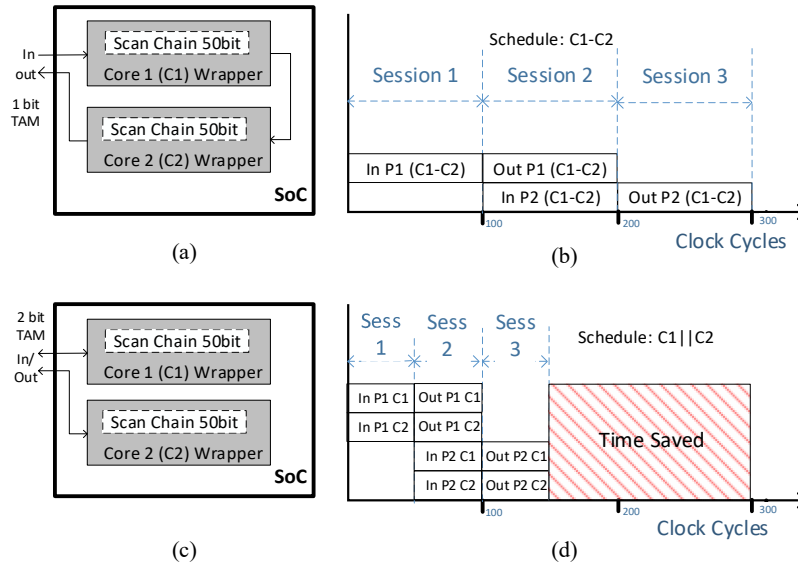 In
out
1 bit
TAM
Scan Chain 50bit
Core 1 (C1) Wrapper
Scan Chain 50bit
Core 2 (C2) Wrapper
SoC
(a)
Schedule: C1-C2
Session 1
Session 2
Session 3
In P1 (C1-C2)
Out P1 (C1-C2)
In P2 (C1-C2)
Out P2 (C1-C2)
100
200
300
Clock Cycles
(b)
2 bit
TAM
In/
Out
Scan Chain 50bit
Core 1 (C1) Wrapper
Scan Chain 50bit
Core 2 (C2) Wrapper
SoC
(c)
Sess
1
Sess
2
Sess
3
Schedule: C1||C2
In P1 C1
Out P1 C1
In P1 C2
Out P1 C2
In P2 C1
Out P2 C1
In P2 C2
Out P2 C2
Time Saved
100
200
300
Clock Cycles
(d)